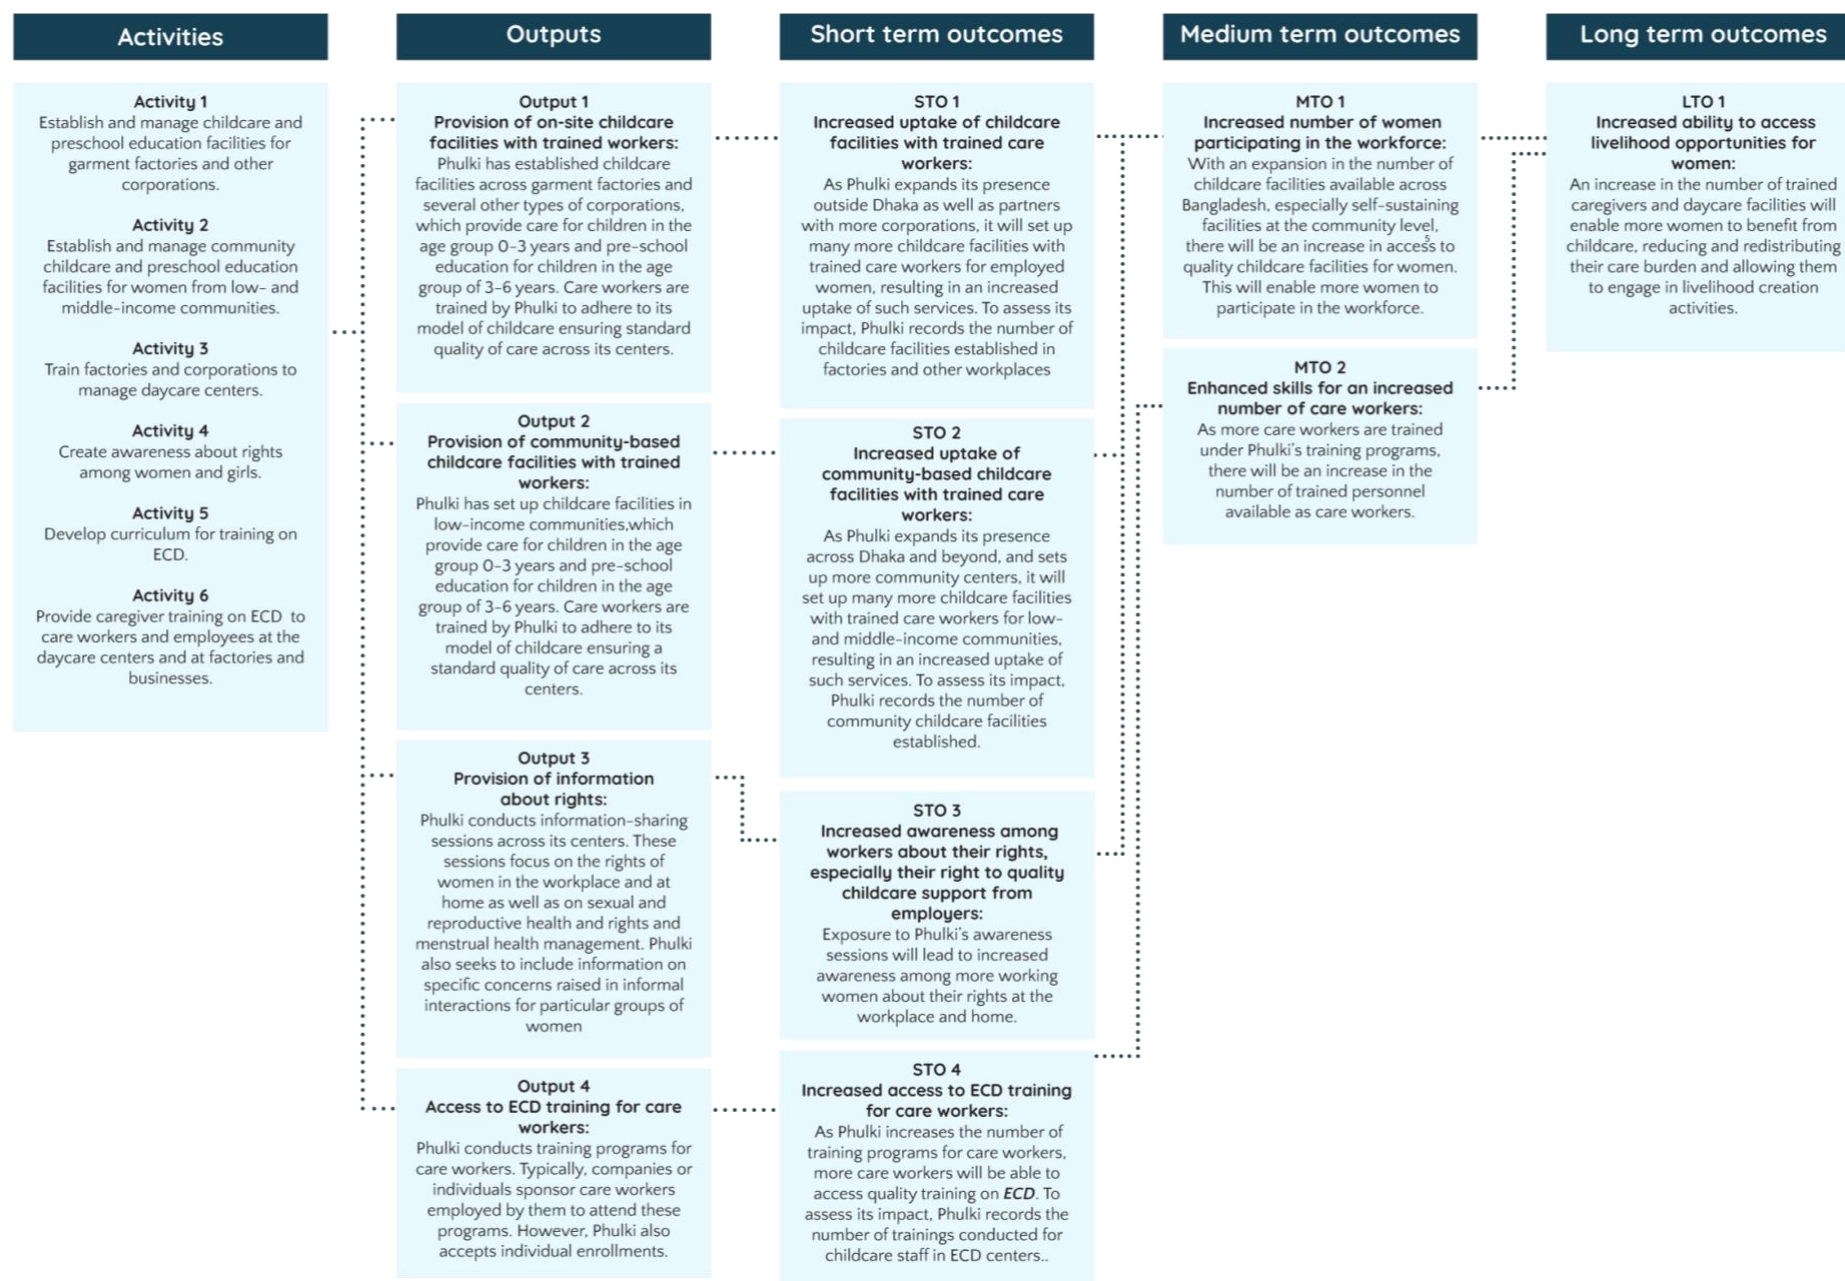 Activities
Activity 1
Establish and manage childcare and
preschool education facilities for
garment factories and other
corporations.
Activity 2
Establish and manage community
childcare and preschool education
facilities for women from low- and
middle-income communities.
Activity 3
Train factories and corporations to
manage daycare centers.
Activity 4
Create awareness about rights
among women and girls.
Activity 5
Develop curriculum for training on
ECD.
Activity 6
Provide caregiver training on ECD to
care workers and employees at the
daycare centers and at factories and
businesses.
Outputs
Output 1
Provision of on-site childcare
facilities with trained workers:
Phulki has established childcare
facilities across garment factories and
several other types of corporations,
which provide care for children in the
age group 0-3 years and pre-school
education for children in the age
group of 3-6 years. Care workers are
trained by Phulki to adhere to its
model of childcare ensuring standard
quality of care across its centers.
Output 2
Provision of community-based
childcare facilities with trained
workers:
Phulki has set up childcare facilities in
low-income communities,which
provide care for children in the age
group 0-3 years and pre-school
education for children in the age
group of 3-6 years. Care workers are
trained by Phulki to adhere to its
model of childcare ensuring a
standard quality of care across its
centers.
Output 3
Provision of information
about rights:
Phulki conducts information-sharing
sessions across its centers. These
sessions focus on the rights of
women in the workplace and at
home as well as on sexual and
reproductive health and rights and
menstrual health management. Phulki
also seeks to include information on
specific concerns raised in informal
interactions for particular groups of
women
Output 4
Access to ECD training for care
workers:
Phulki conducts training programs for
care workers. Typically, companies or
individuals sponsor care workers
employed by them to attend these
programs. However, Phulki also
accepts individual enrollments.
Short term outcomes
STO 1
Increased uptake of childcare
facilities with trained care
workers:
As Phulki expands its presence
outside Dhaka as well as partners
with more corporations, it will set up
many more childcare facilities with
trained care workers for employed
women, resulting in an increased
uptake of such services. To assess its
impact, Phulki records the number of
childcare facilities established in
factories and other workplaces
STO 2
Increased uptake of
community-based childcare
facilities with trained care
workers:
As Phulki expands its presence
across Dhaka and beyond, and sets
up more community centers, it will
set up many more childcare facilities
with trained care workers for low-
and middle-income communities,
resulting in an increased uptake of
such services. To assess its impact,
Phulki records the number of
community childcare facilities
established.
STO 3
Increased awareness among
workers about their rights,
especially their right to quality
childcare support from
employers:
Exposure to Phulki's awareness
sessions will lead to increased
awareness among more working
women about their rights at the
workplace and home.
STO 4
Increased access to ECD training
for care workers:
As Phulki increases the number of
training programs for care workers,
more care workers will be able to
access quality training on ECD. To
assess its impact, Phulki records the
number of trainings conducted for
childcare staff in ECD centers..
Medium term outcomes
MTO 1
Increased number of women
participating in the workforce:
With an expansion in the number of
childcare facilities available across
Bangladesh, especially self-sustaining
facilities at the community level,
5
there will be an increase in access to
quality childcare facilities for women.
This will enable more women to
participate in the workforce.
MTO 2
Enhanced skills for an increased
number of care workers:
As more care workers are trained
under Phulki's training programs,
there will be an increase in the
number of trained personnel
available as care workers.
Long term outcomes
LTO 1
Increased ability to access
livelihood opportunities for
women:
An increase in the number of trained
caregivers and daycare facilities will
enable more women to benefit from
childcare, reducing and redistributing
their care burden and allowing them
to engage in livelihood creation
activities.